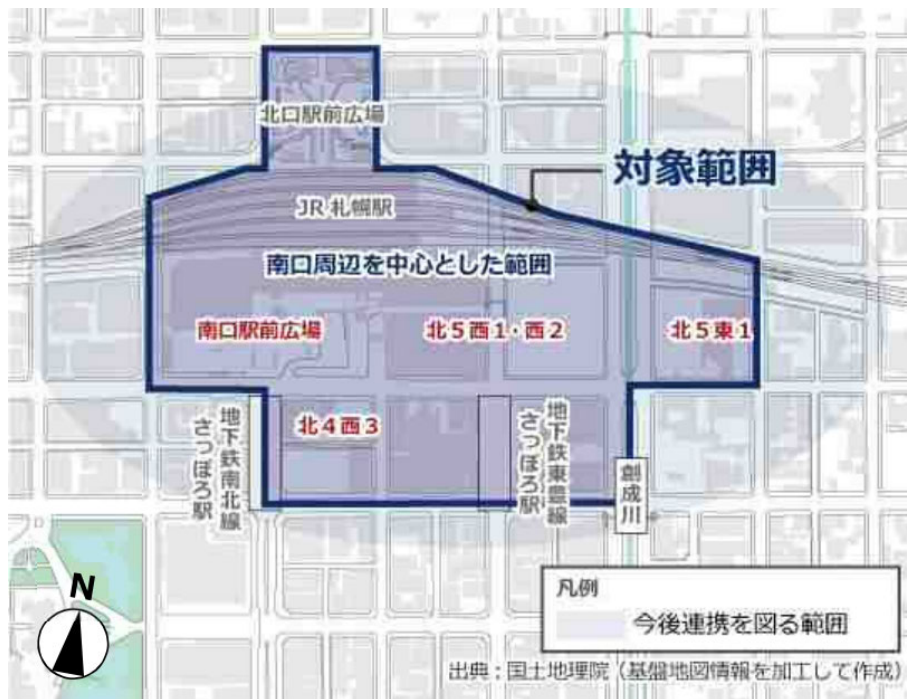 北口駅前広場
対象範囲
JR 札幌駅
南口周辺を中心とした範囲
南口駅前広場
北5西1・西2
北5東1
北4西3
地下鉄南北線
さっぽろ駅
地下鉄東豊線
さっぽろ駅
創成川
N
凡例
今後連携を図る範囲
出典:国土地理院(基盤地図情報を加工して作成)